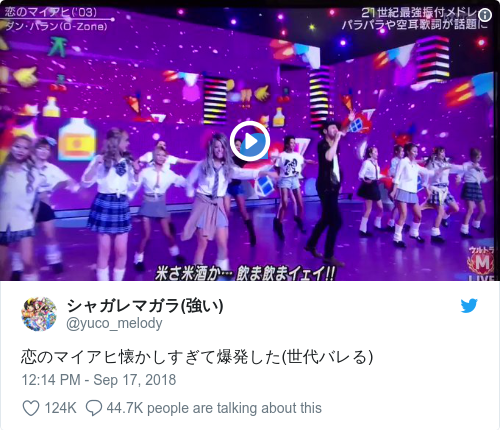 恋のマイアヒ('03)
ダン・バラン(O-Zone)
21世紀最強振付メドレー
パラパラや空耳歌詞が話題に
ウルトラ
M
LIVE
米さ米酒か… 飲ま飲まイェイ!!
シャガレマガラ(強い)
@yuco_melody
恋のマイアヒ懐かしすぎて爆発した(世代バレる)
12:14 PM - Sep 17, 2018
124K 44.7K people are talking about this